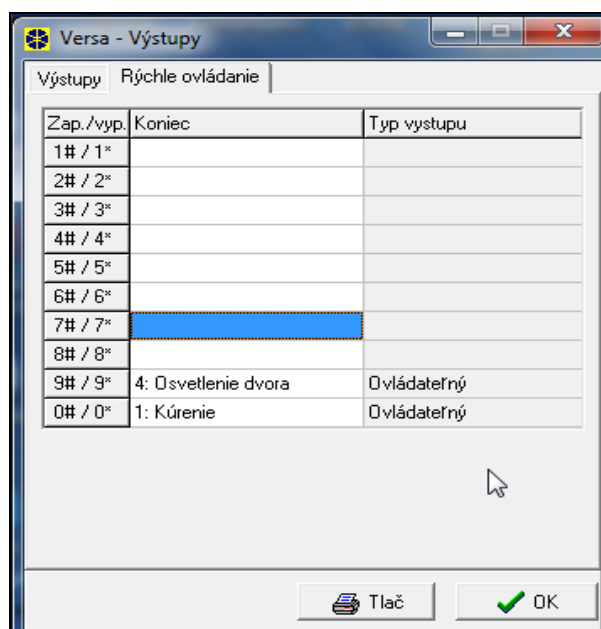 Versa - Výstupy
Výstupy Rýchle ovládanie
Zap./vyp. Koniec Typ vystupu
1# / 1*
2# / 2*
3# / 3*
4# / 4*
5# / 5*
6# / 6*
7# / 7*
8# / 8*
9# / 9* 4: Osvetlenie dvora Ovládateľný
0# / 0* 1: Kúrenie Ovládateľný
Tlač OK